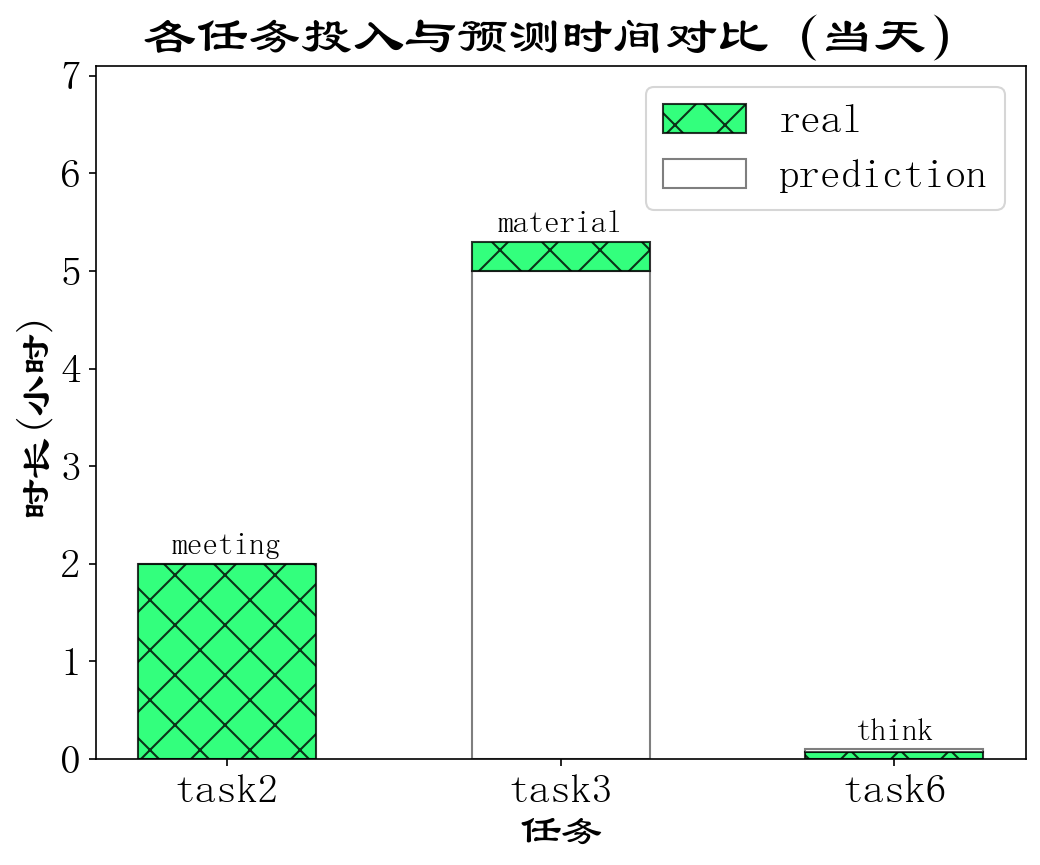 各任务投入与预测时间对比 (当天)
real
prediction
时长(小时)
7
6
5
4
3
2
1
0
material
meeting
think
task2 task3 task6
任务